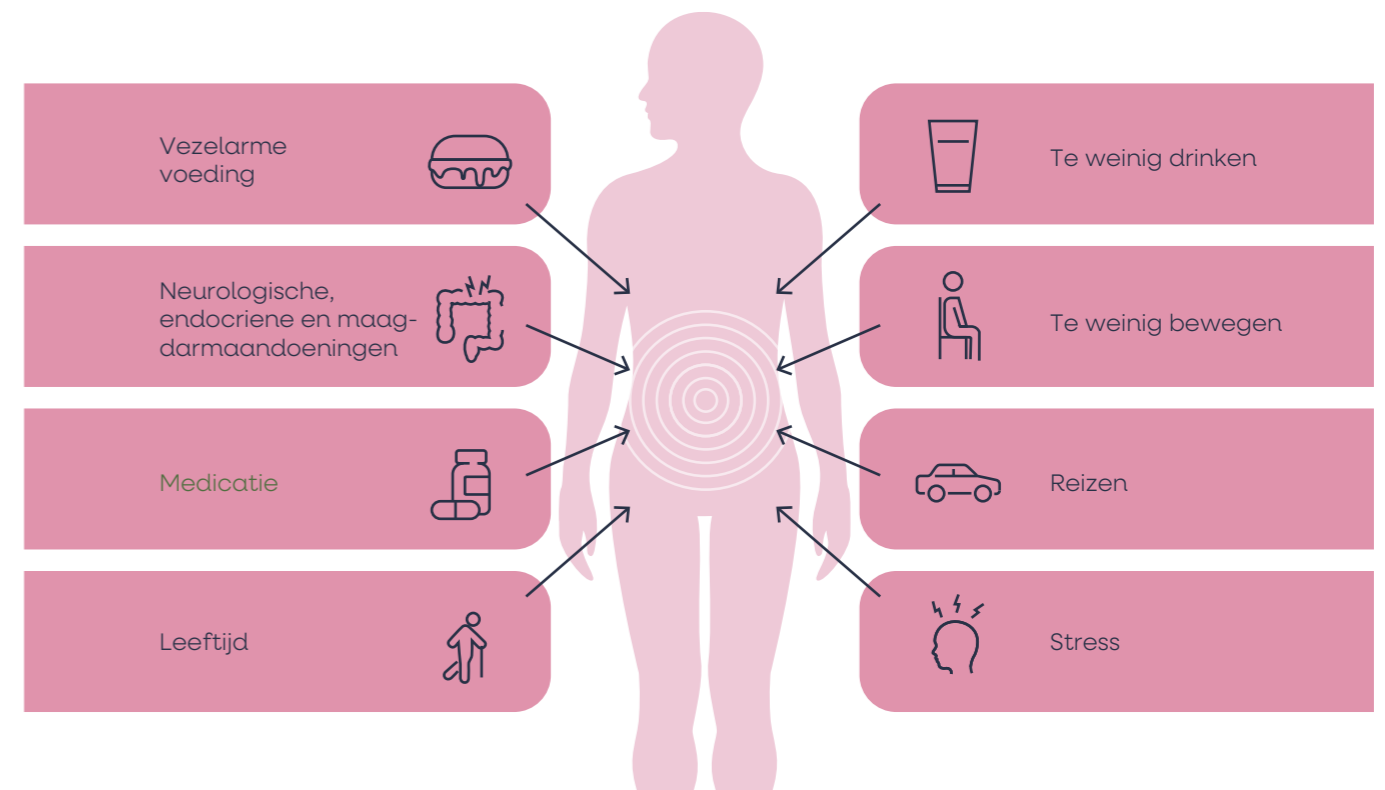 Vezelarme
voeding
Neurologische,
endocriene en maag-
darmaandoeningen
Medicatie
Leeftijd
Te weinig drinken
Te weinig bewegen
Reizen
Stress